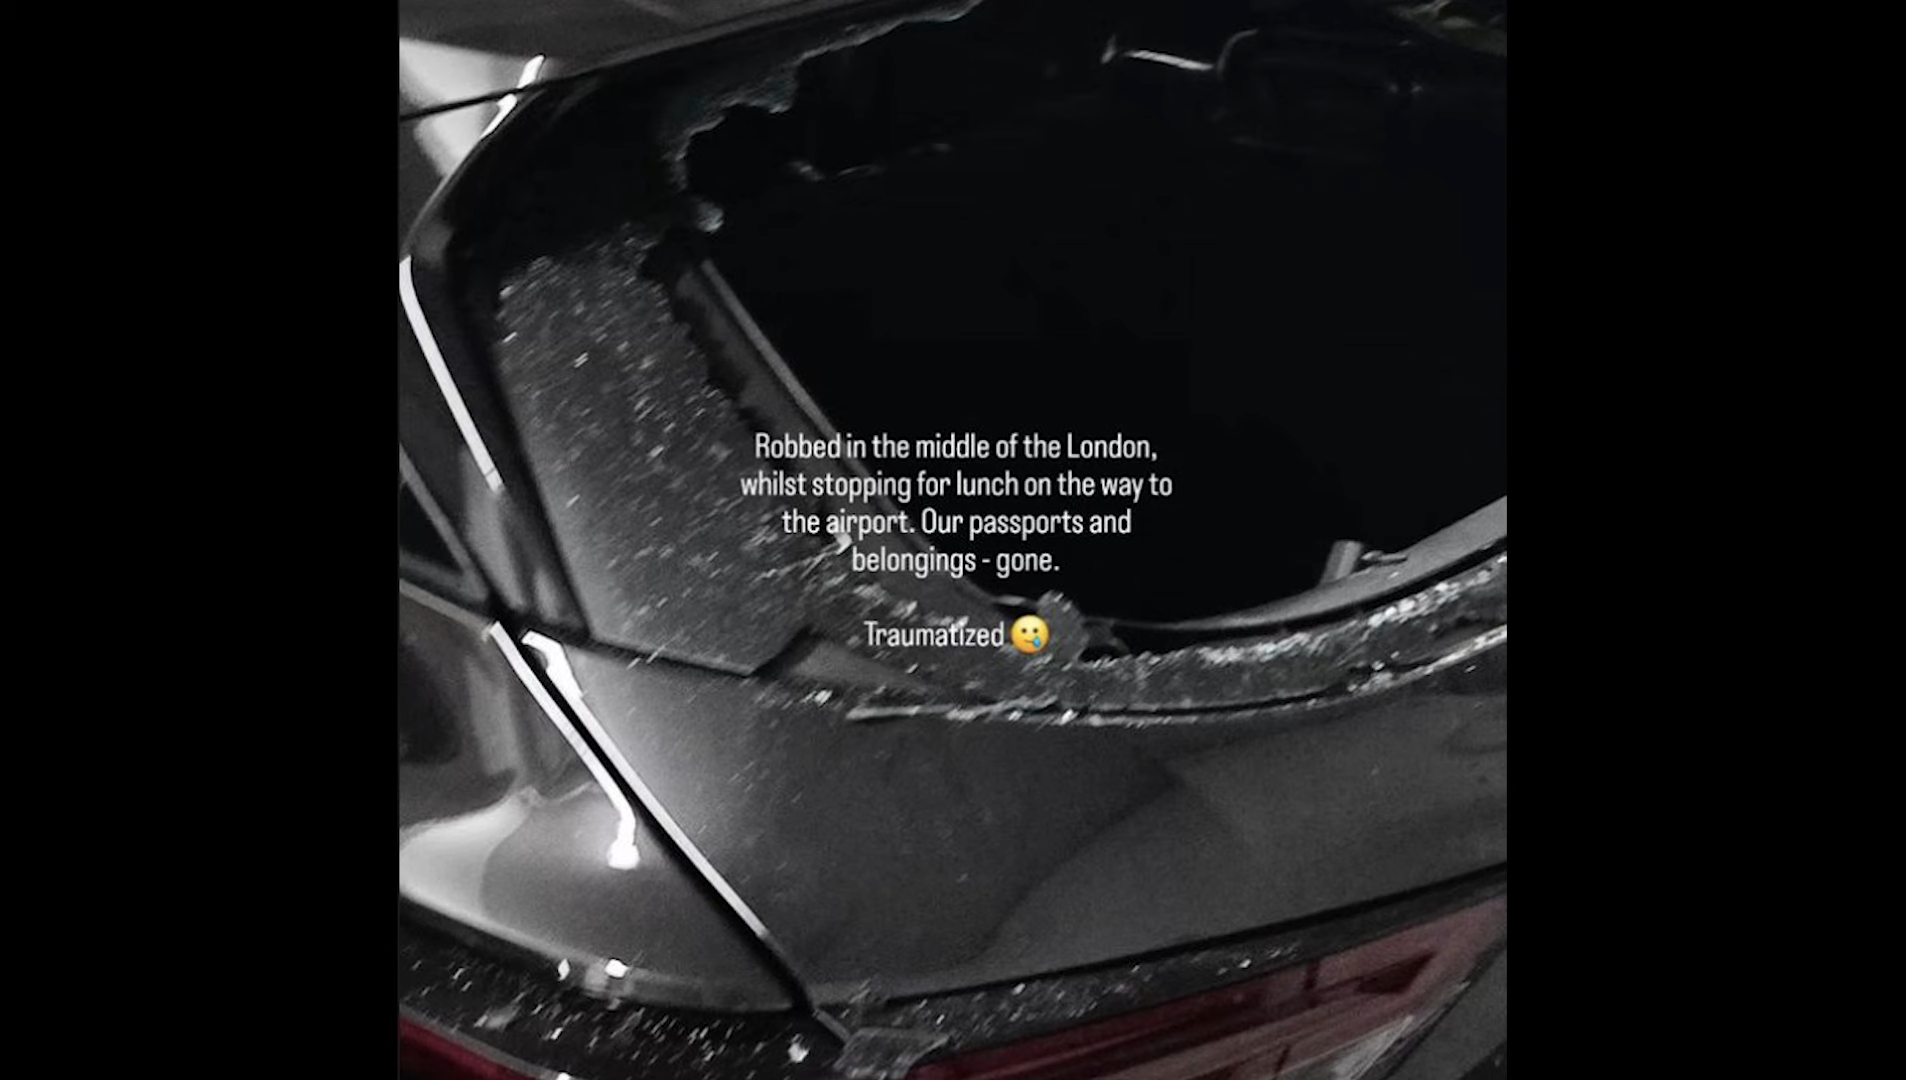 Robbed in the middle of the London,
whilst stopping for lunch on the way to
the airport. Our passports and
belongings - gone.
Traumatized 🥲